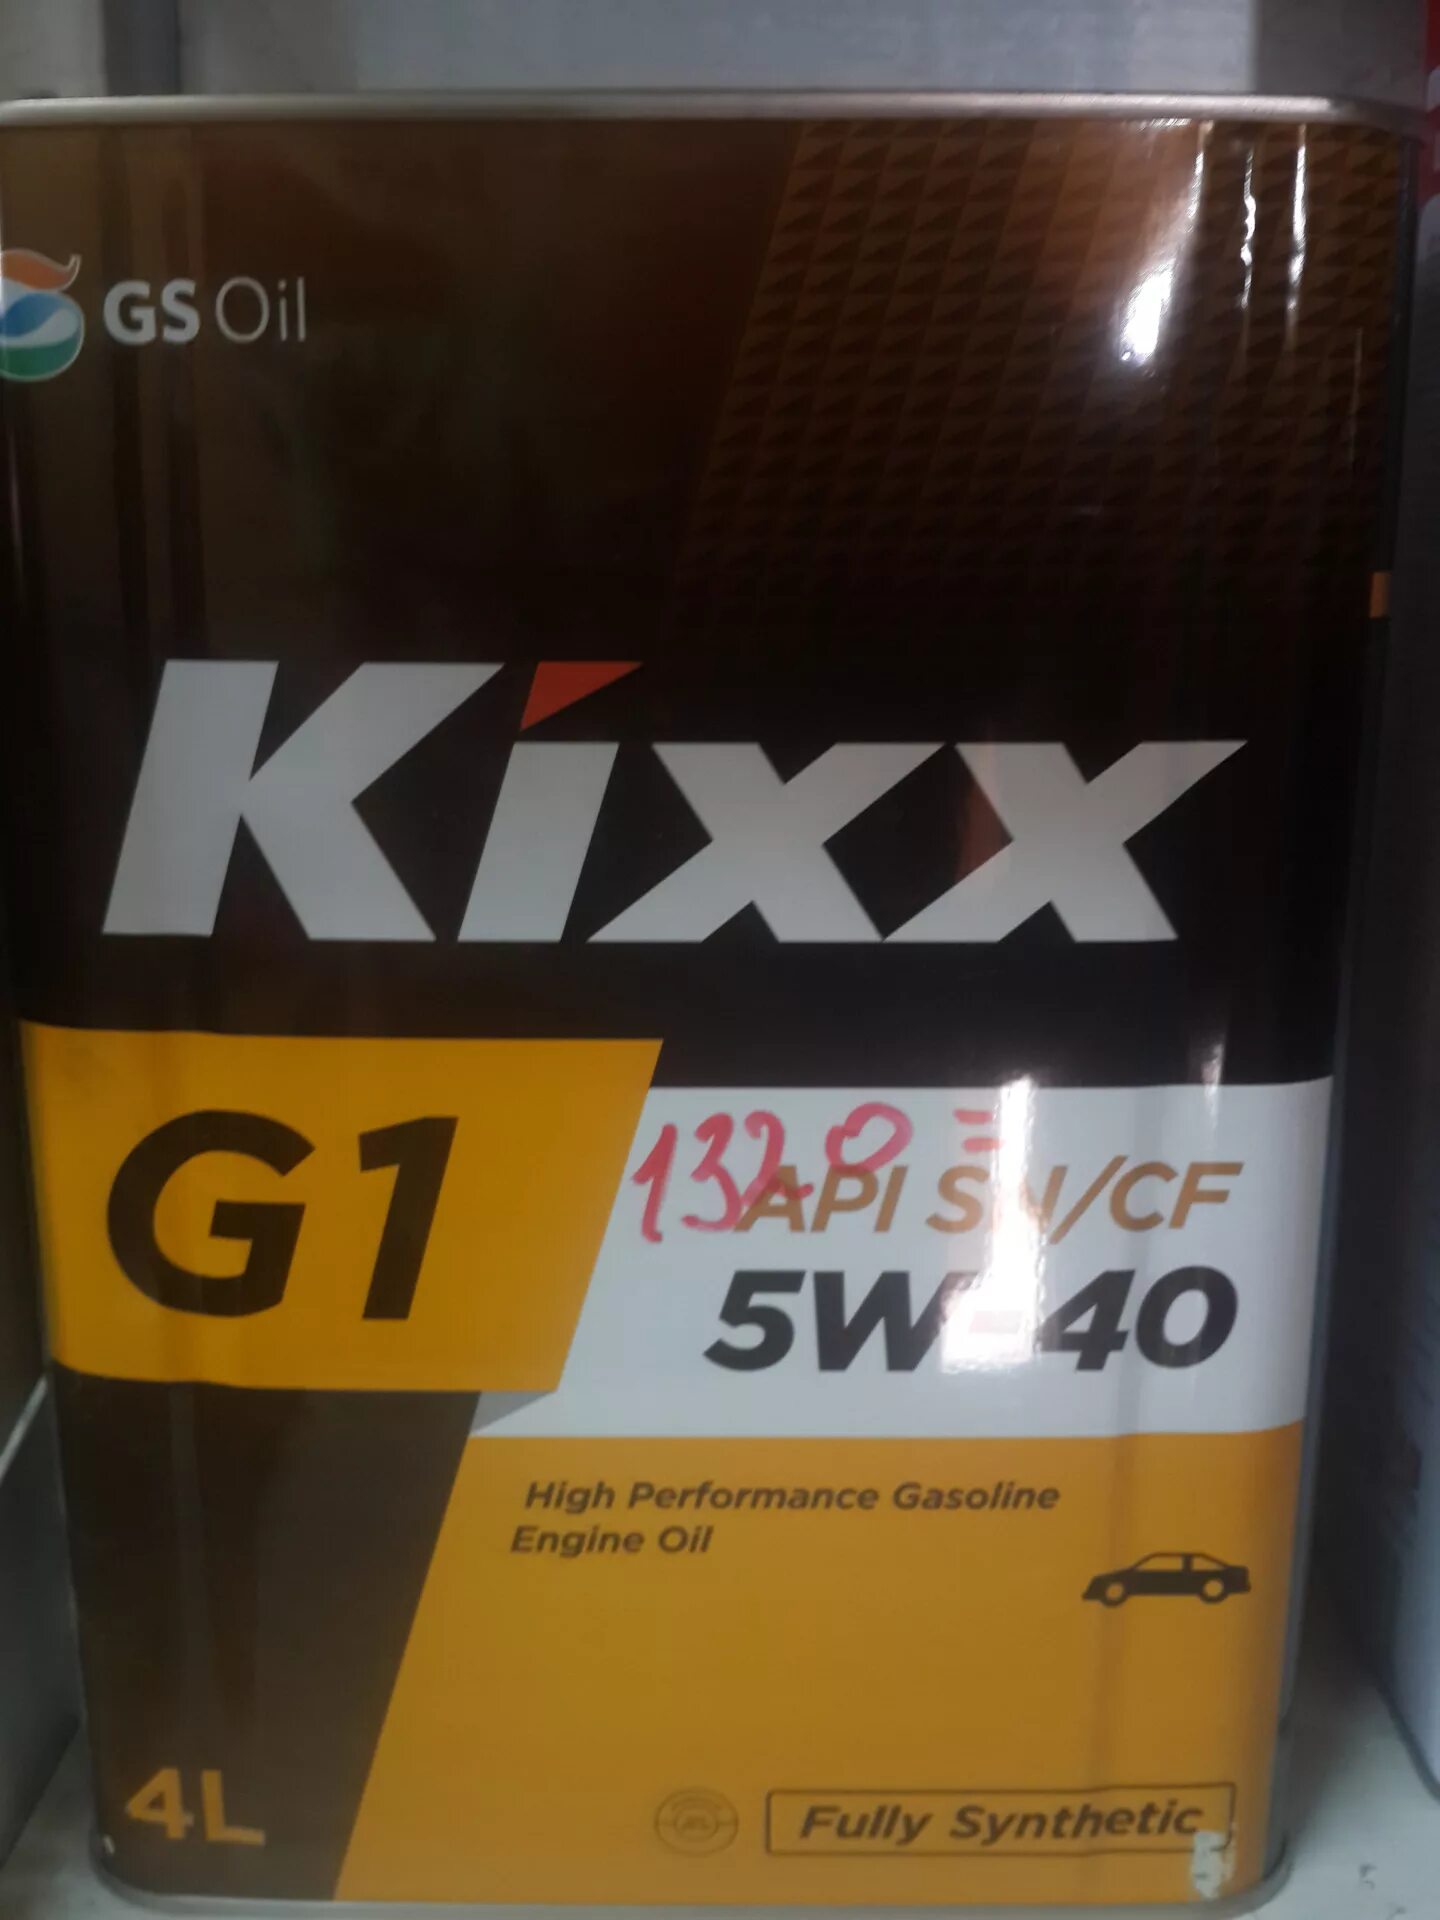 GS Oil
Kixx
G1
1320=
API SN/CF
5W-40
High Performance Gasoline
Engine Oil
4L
Fully Synthetic